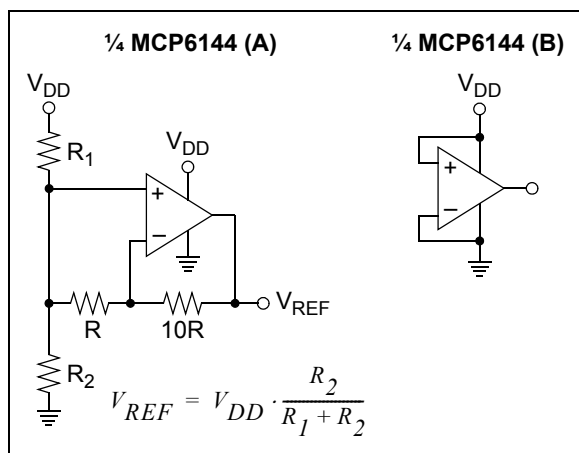 ¼ MCP6144 (A)
¼ MCP6144 (B)
V_DD
R_1
V_DD
+
−
R
10R
V_REF
R_2
V_REF = V_DD · R_2 / (R_1 + R_2)
V_DD
+
−